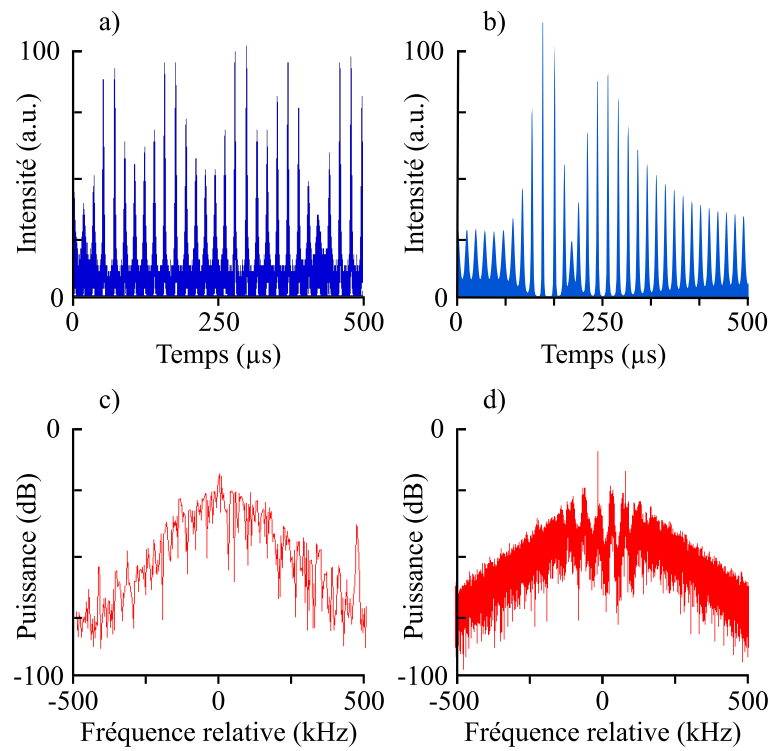 a)
b)
100
100
Intensité (a.u.)
Intensité (a.u.)
0
0
0
250
500
0
250
500
Temps (µs)
Temps (µs)
c)
d)
0
0
Puissance (dB)
Puissance (dB)
-100
-100
-500
0
500
-500
0
500
Fréquence relative (kHz)
Fréquence relative (kHz)